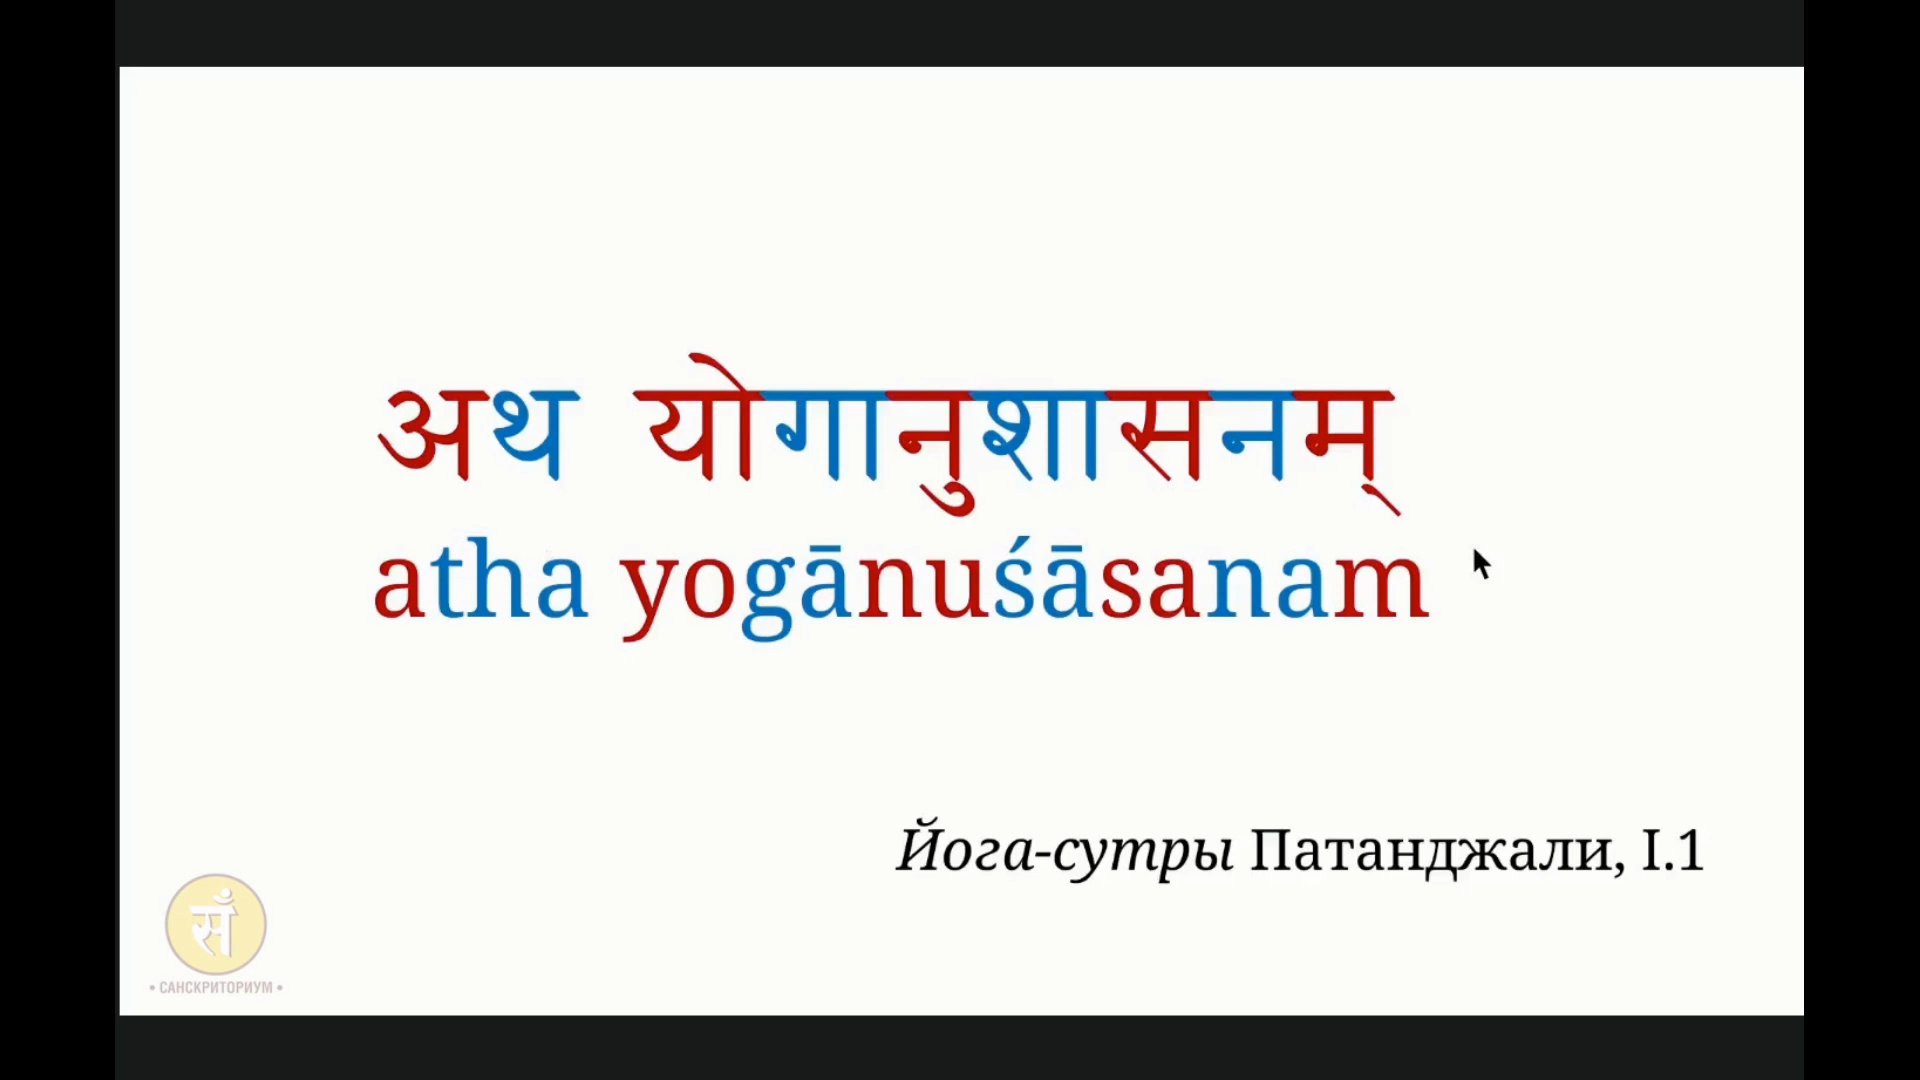 अथ योगानुशासनम्
atha yogānuśāsanam
Йога-сутры Патанджали, I.1
सँ
• САНСКРИТОРИУМ •